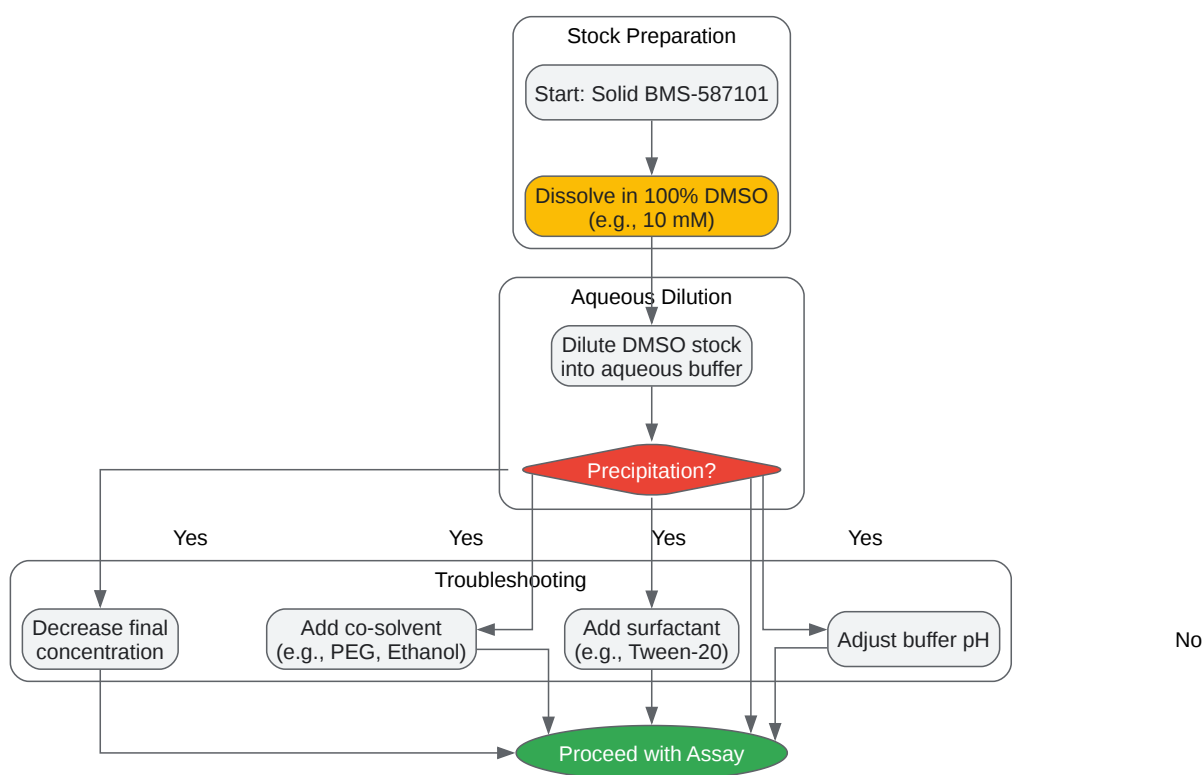 Stock Preparation
Start: Solid BMS-587101
Dissolve in 100% DMSO
(e.g., 10 mM)
Aqueous Dilution
Dilute DMSO stock
into aqueous buffer
Precipitation?
Yes
Yes
Yes
Yes
Troubleshooting
Decrease final
concentration
Add co-solvent
(e.g., PEG, Ethanol)
Add surfactant
(e.g., Tween-20)
Adjust buffer pH
No
Proceed with Assay